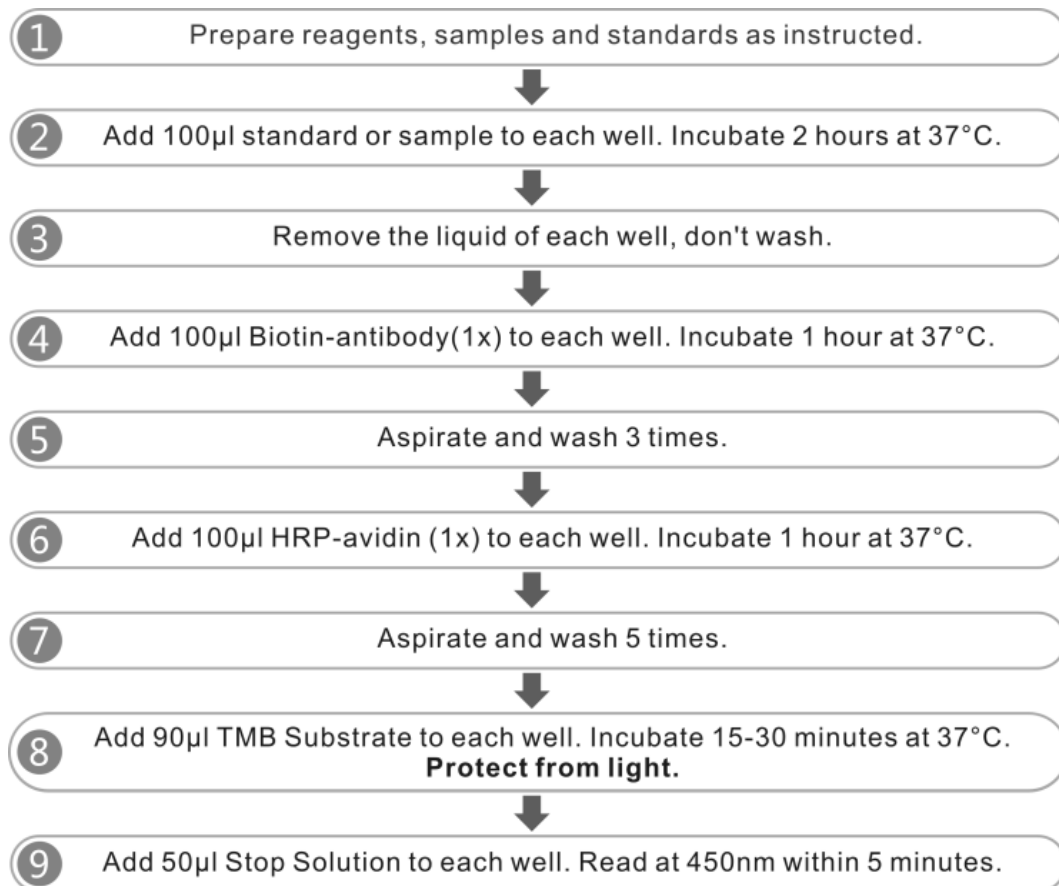 1 Prepare reagents, samples and standards as instructed.
2 Add 100µl standard or sample to each well. Incubate 2 hours at 37°C.
3 Remove the liquid of each well, don't wash.
4 Add 100µl Biotin-antibody(1x) to each well. Incubate 1 hour at 37°C.
5 Aspirate and wash 3 times.
6 Add 100µl HRP-avidin (1x) to each well. Incubate 1 hour at 37°C.
7 Aspirate and wash 5 times.
8 Add 90µl TMB Substrate to each well. Incubate 15-30 minutes at 37°C.
Protect from light.
9 Add 50µl Stop Solution to each well. Read at 450nm within 5 minutes.